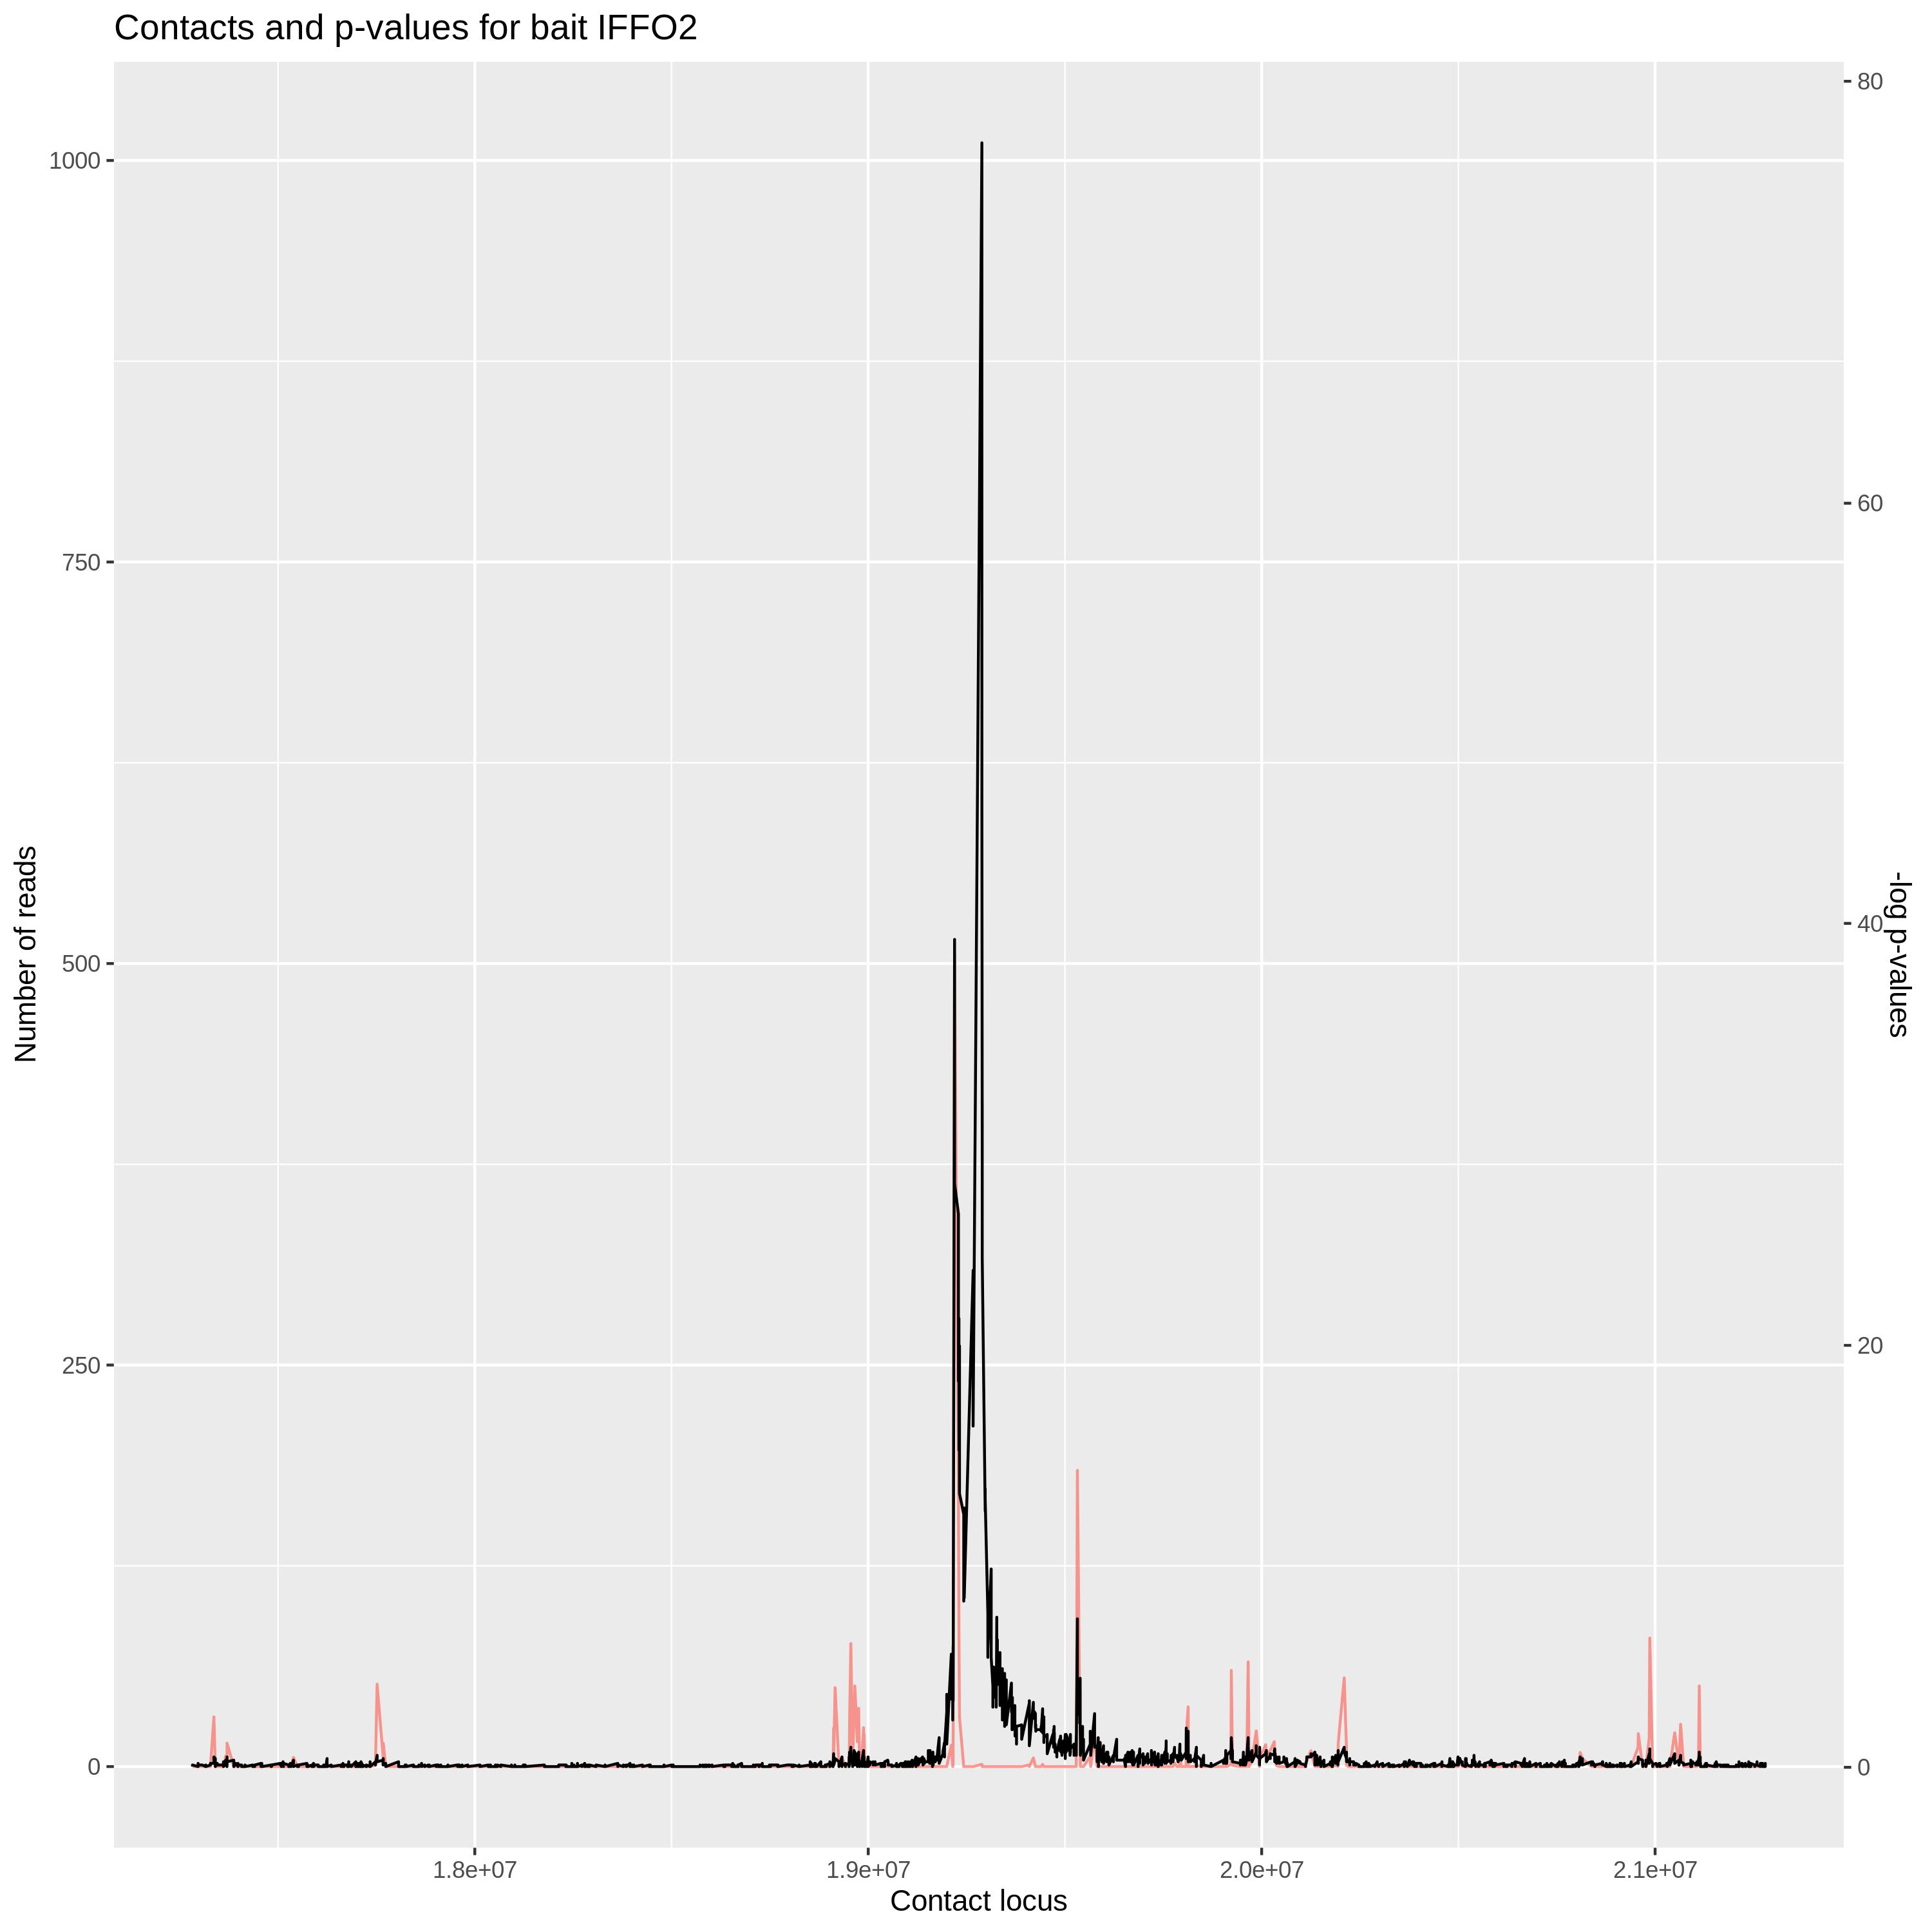 Contacts and p-values for bait IFFO2
1000
750
500
250
0
Number of reads
80
60
40
20
0
-log p-values
1.8e+07
1.9e+07
2.0e+07
2.1e+07
Contact locus